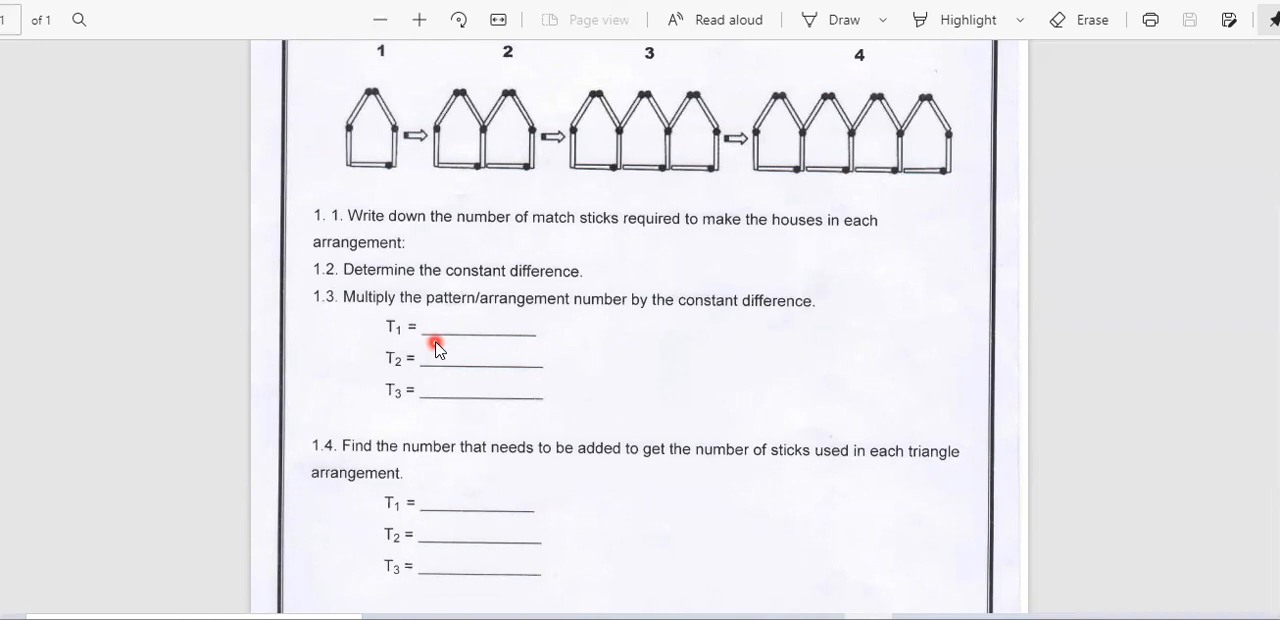 1 of 1 Page view Read aloud Draw Highlight Erase
1 2 3 4
1. 1. Write down the number of match sticks required to make the houses in each
arrangement:
1.2. Determine the constant difference.
1.3. Multiply the pattern/arrangement number by the constant difference.
T₁ =
T₂ =
T₃ =
1.4. Find the number that needs to be added to get the number of sticks used in each triangle
arrangement.
T₁ =
T₂ =
T₃ =